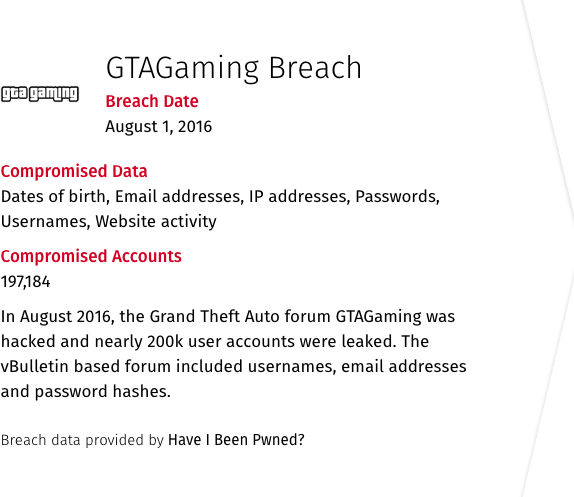 GTAGaming Breach
gta gaming
Breach Date
August 1, 2016
Compromised Data
Dates of birth, Email addresses, IP addresses, Passwords,
Usernames, Website activity
Compromised Accounts
197,184
In August 2016, the Grand Theft Auto forum GTAGaming was
hacked and nearly 200k user accounts were leaked. The
vBulletin based forum included usernames, email addresses
and password hashes.
Breach data provided by Have I Been Pwned?